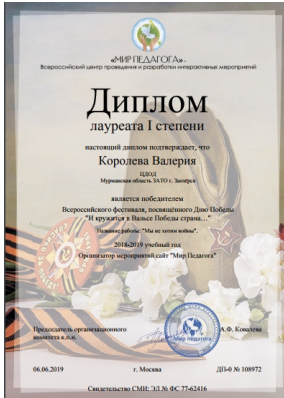 «МИР ПЕДАГОГА»
Всероссийский центр проведения и разработки интерактивных мероприятий
Диплом
лауреата I степени
настоящий диплом подтверждает, что
Королева Валерия
ЦДОД
Мурманская область ЗАТО г. Заозёрск
является победителем
Всероссийского фестиваля, посвящённого Дню Победы
"И кружится в Вальсе Победы страна..."
Название работы: "Мы не хотим войны".
2018-2019 учебный год
Организатор мероприятий сайт "Мир Педагога"
Председатель организационного
комитета к.п.н.
Мир педагога
А.Ф. Ковалева
06.06.2019
г. Москва
ДП-0 № 108972
Свидетельство СМИ: ЭЛ № ФС 77-62416